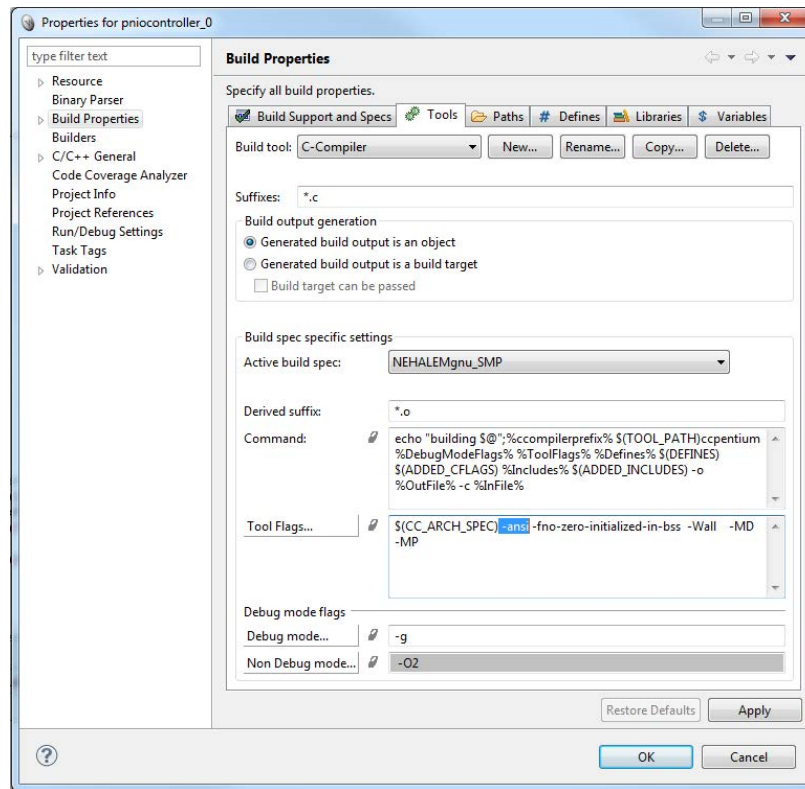 Properties for pniocontroller_0
type filter text
Resource
Binary Parser
Build Properties
Builders
C/C++ General
Code Coverage Analyzer
Project Info
Project References
Run/Debug Settings
Task Tags
Validation
Build Properties
Specify all build properties.
Build Support and Specs Tools Paths # Defines Libraries $ Variables
Build tool: C-Compiler New... Rename... Copy... Delete...
Suffixes: *.c
Build output generation
Generated build output is an object
Generated build output is a build target
Build target can be passed
Build spec specific settings
Active build spec: NEHALEMgnu_SMP
Derived suffix: *.o
Command: echo "building $@";%ccompilerprefix% $(TOOL_PATH)ccpentium
%DebugModeFlags% %ToolFlags% %Defines% $(DEFINES)
$(ADDED_CFLAGS) %Includes% $(ADDED_INCLUDES) -o
%OutFile% -c %InFile%
Tool Flags... $(CC_ARCH_SPEC) -ansi -fno-zero-initialized-in-bss -Wall -MD
-MP
Debug mode flags
Debug mode... -g
Non Debug mode... -O2
Restore Defaults Apply
? OK Cancel